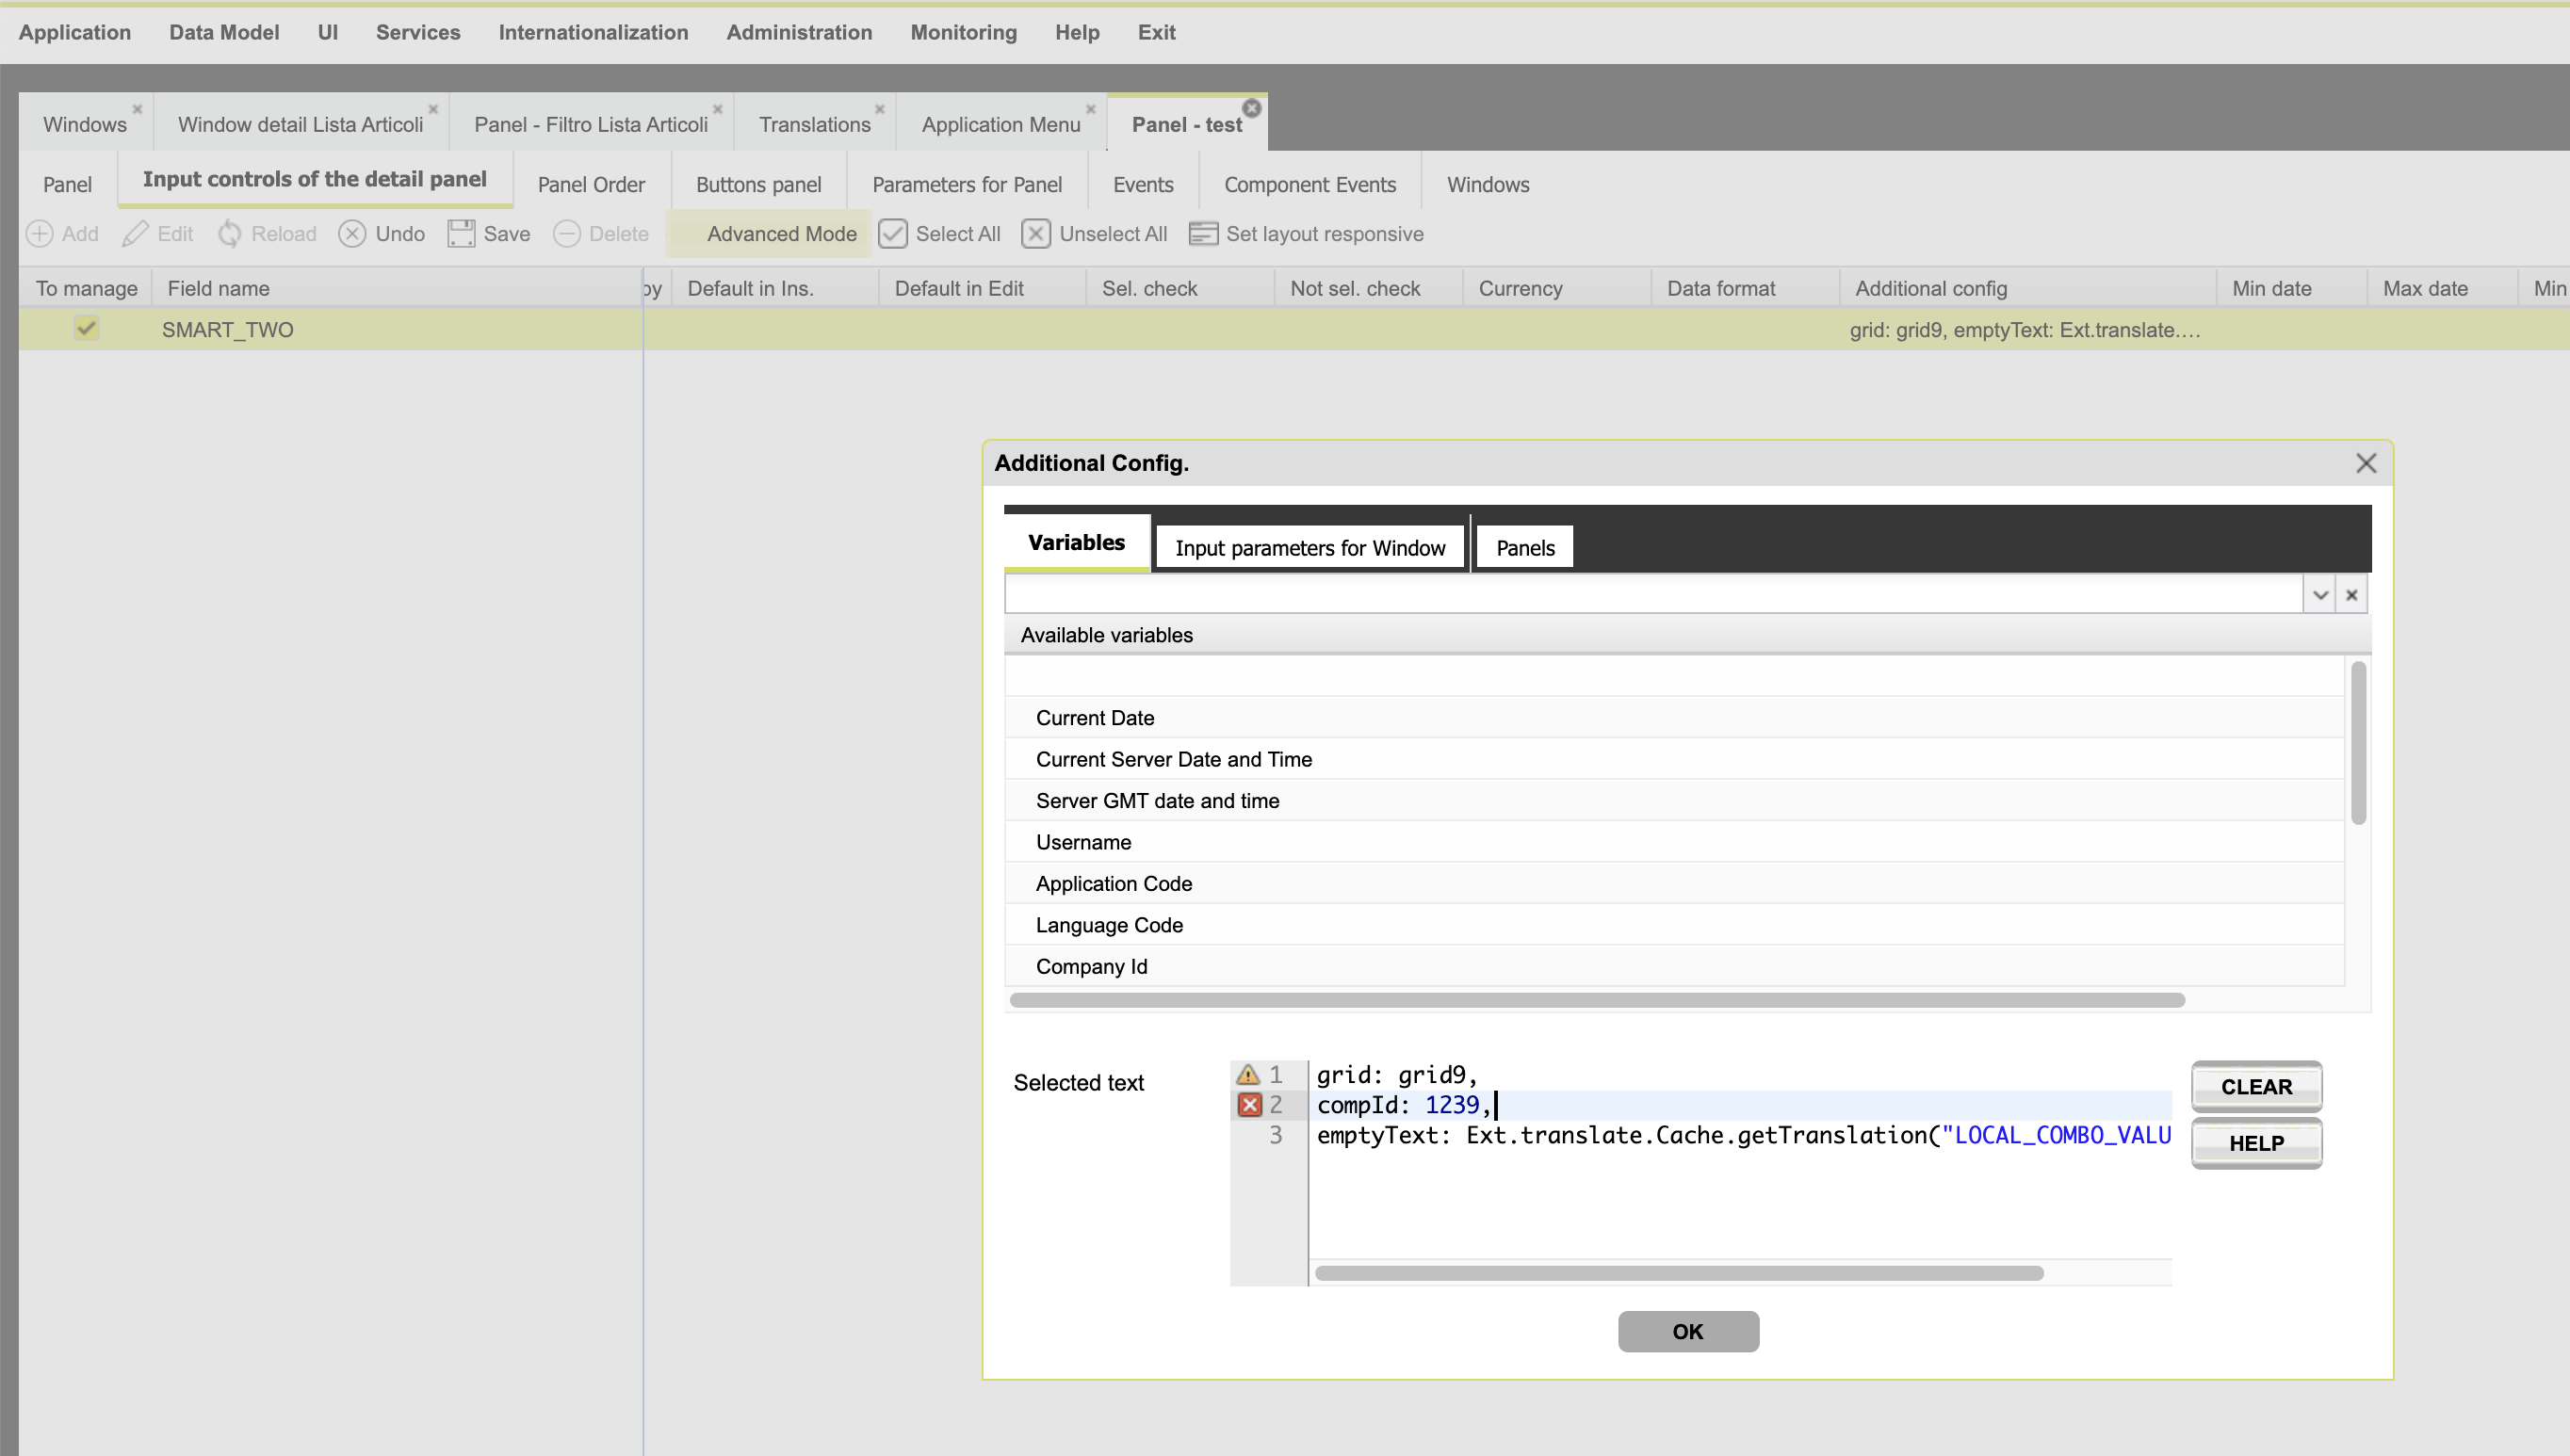 Application Data Model UI Services Internationalization Administration Monitoring Help Exit
Windows Window detail Lista Articoli Panel - Filtro Lista Articoli Translations Application Menu Panel - test
Panel Input controls of the detail panel Panel Order Buttons panel Parameters for Panel Events Component Events Windows
Add Edit Reload Undo Save Delete Advanced Mode Select All Unselect All Set layout responsive
To manage Field name by Default in Ins. Default in Edit Sel. check Not sel. check Currency Data format Additional config Min date Max date Min
SMART_TWO grid: grid9, emptyText: Ext.translate....
Additional Config.
Variables Input parameters for Window Panels
Available variables
Current Date
Current Server Date and Time
Server GMT date and time
Username
Application Code
Language Code
Company Id
Selected text
1 grid: grid9,
2 compId: 1239,
3 emptyText: Ext.translate.Cache.getTranslation("LOCAL_COMBO_VALU
CLEAR
HELP
OK